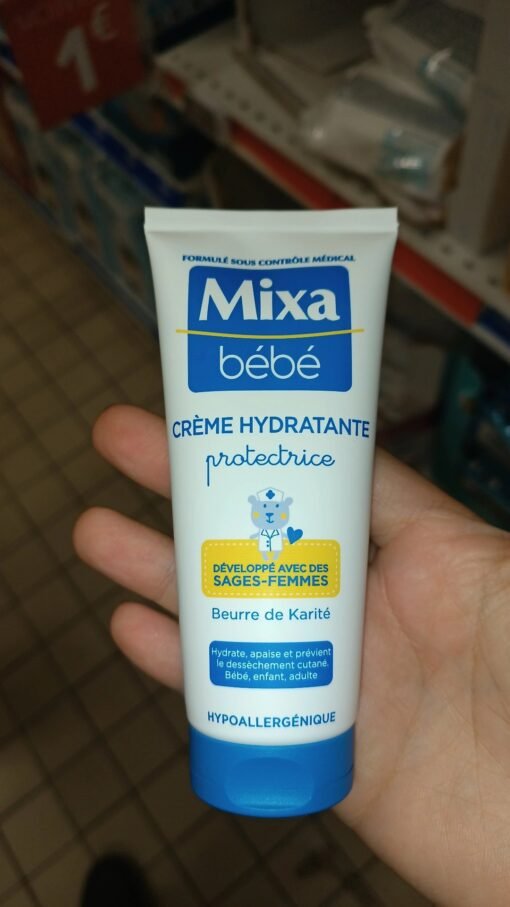 1€
FORMULÉ SOUS CONTRÔLE MÉDICAL
Mixa
bébé
CRÈME HYDRATANTE
protectrice
DÉVELOPPÉ AVEC DES
SAGES-FEMMES
Beurre de Karité
Hydrate, apaise et prévient
le dessèchement cutané.
Bébé, enfant, adulte
HYPOALLERGÉNIQUE